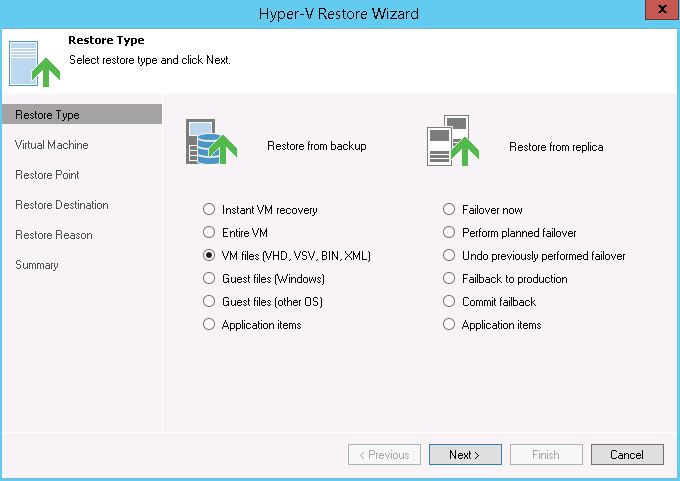 Hyper-V Restore Wizard
x
Restore Type
Select restore type and click Next.
Restore Type
Virtual Machine
Restore Point
Restore Destination
Restore Reason
Summary
Restore from backup
Instant VM recovery
Entire VM
VM files (VHD, VSV, BIN, XML)
Guest files (Windows)
Guest files (other OS)
Application items
Restore from replica
Failover now
Perform planned failover
Undo previously performed failover
Failback to production
Commit failback
Application items
< Previous
Next >
Finish
Cancel